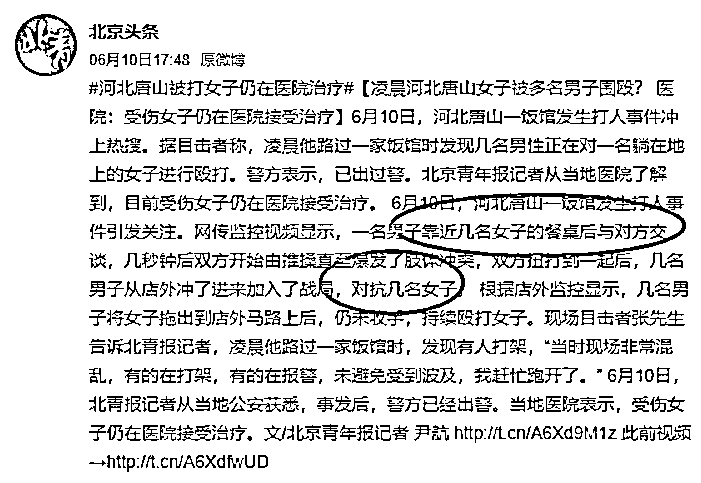 北京头条
06月10日17:48 原微博
#河北唐山被打女子仍在医院治疗#【凌晨河北唐山女子被多名男子围殴？ 医
院：受伤女子仍在医院接受治疗】6月10日，河北唐山一饭馆发生打人事件冲
上热搜。据目击者称，凌晨他路过一家饭馆时发现几名男性正在对一名躺在地
上的女子进行殴打。警方表示，已出过警。北京青年报记者从当地医院了解
到，目前受伤女子仍在医院接受治疗。 6月10日，河北唐山一饭馆发生打人事
件引发关注。网传监控视频显示，一名男子靠近几名女子的餐桌后与对方交
谈，几秒钟后双方开始由推搡直至爆发了肢体冲突，双方扭打到一起后，几名
男子从店外冲了进来加入了战局，对抗几名女子。 根据店外监控显示，几名男
子将女子拖出到店外马路上后，仍未收手，持续殴打女子。现场目击者张先生
告诉北青报记者，凌晨他路过一家饭馆时，发现有人打架，“当时现场非常混
乱，有的在打架，有的在报警，未避免受到波及，我赶忙跑开了。” 6月10日，
北青报记者从当地公安获悉，事发后，警方已经出警。当地医院表示，受伤女
子仍在医院接受治疗。文/北京青年报记者 尹 http://t.cn/A6Xd9M1z 此前视频
→http://t.cn/A6XdfwUD